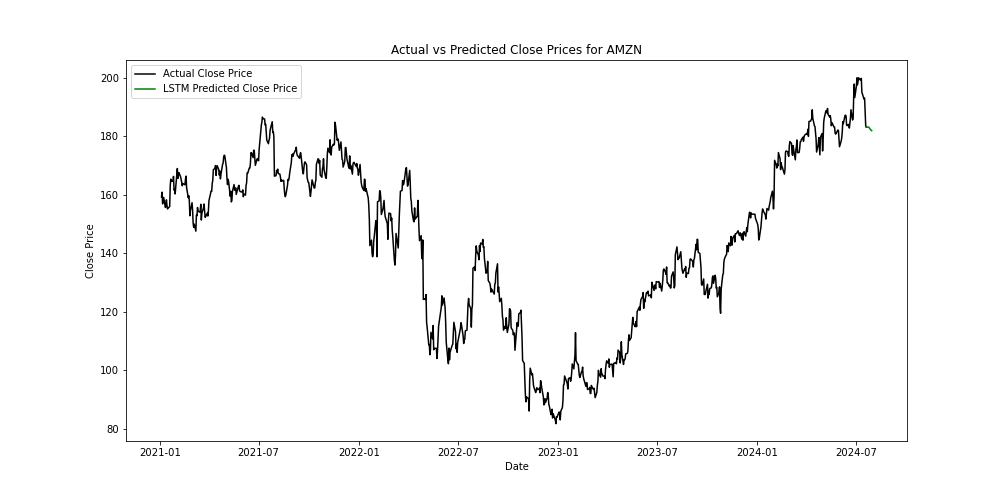 Actual vs Predicted Close Prices for AMZN
Actual Close Price
LSTM Predicted Close Price
200
180
160
140
120
100
80
Close Price
2021-01 2021-07 2022-01 2022-07 2023-01 2023-07 2024-01 2024-07
Date